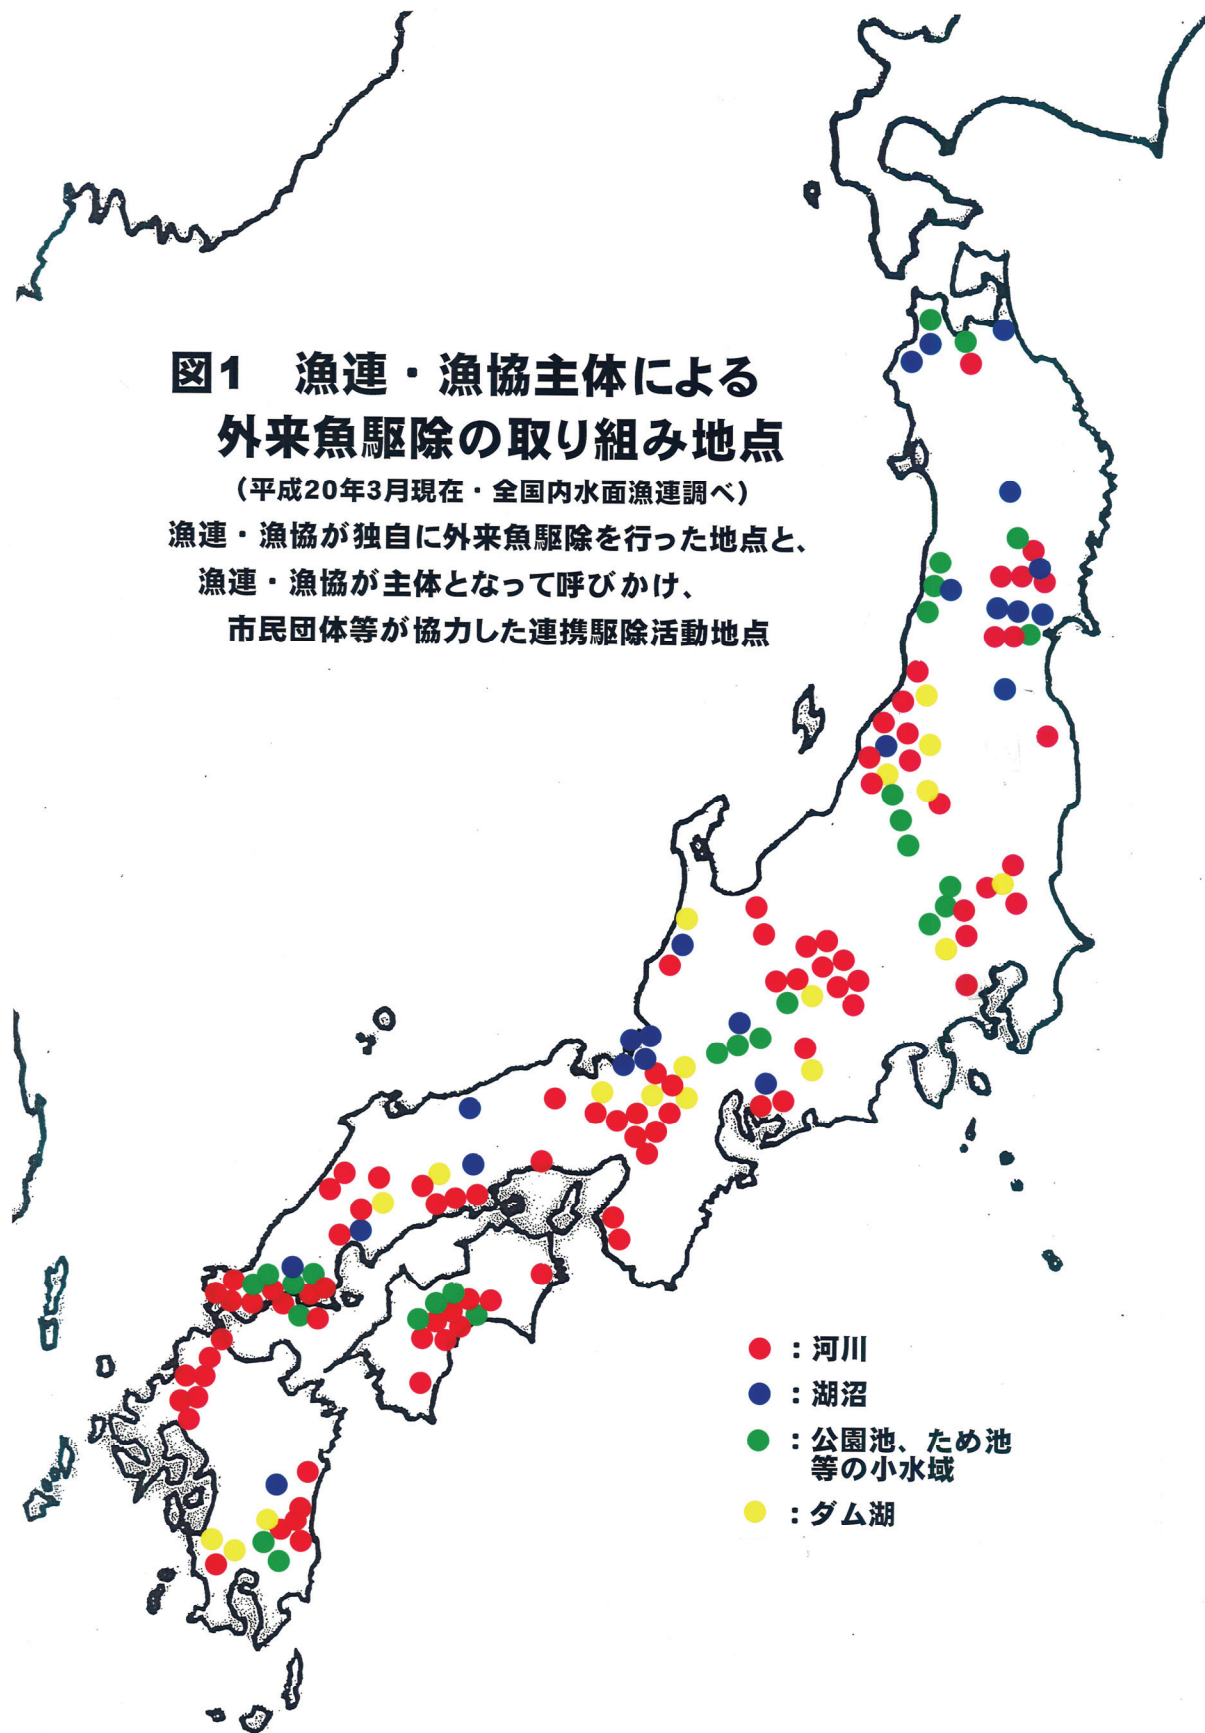 図1 漁連・漁協主体による
外来魚駆除の取り組み地点
(平成20年3月現在・全国内水面漁連調べ)
漁連・漁協が独自に外来魚駆除を行った地点と、
漁連・漁協が主体となって呼びかけ、
市民団体等が協力した連携駆除活動地点
:河川
:湖沼
:公園池、ため池
等の小水域
:ダム湖